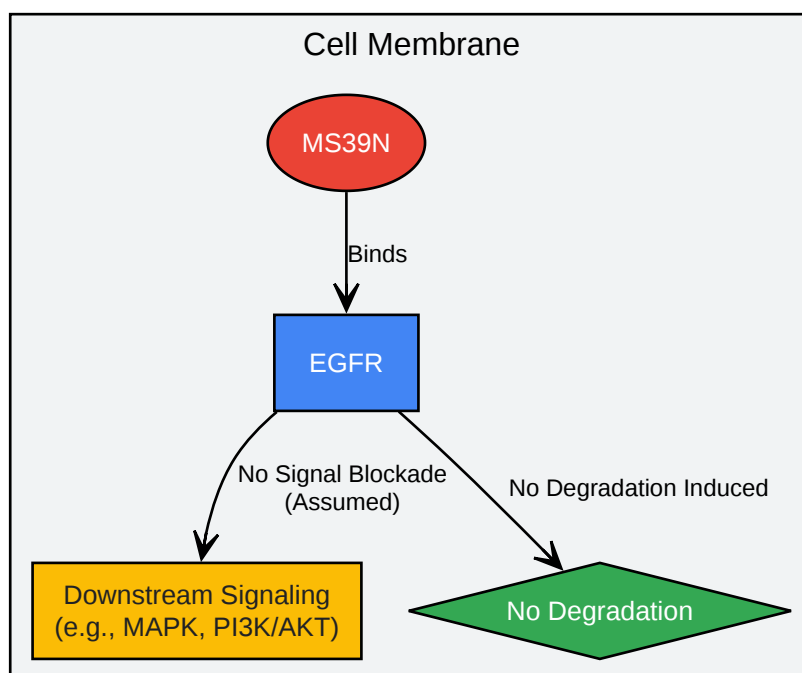 Cell Membrane
MS39N
Binds
EGFR
No Signal Blockade
(Assumed)
No Degradation Induced
Downstream Signaling
(e.g., MAPK, PI3K/AKT)
No Degradation